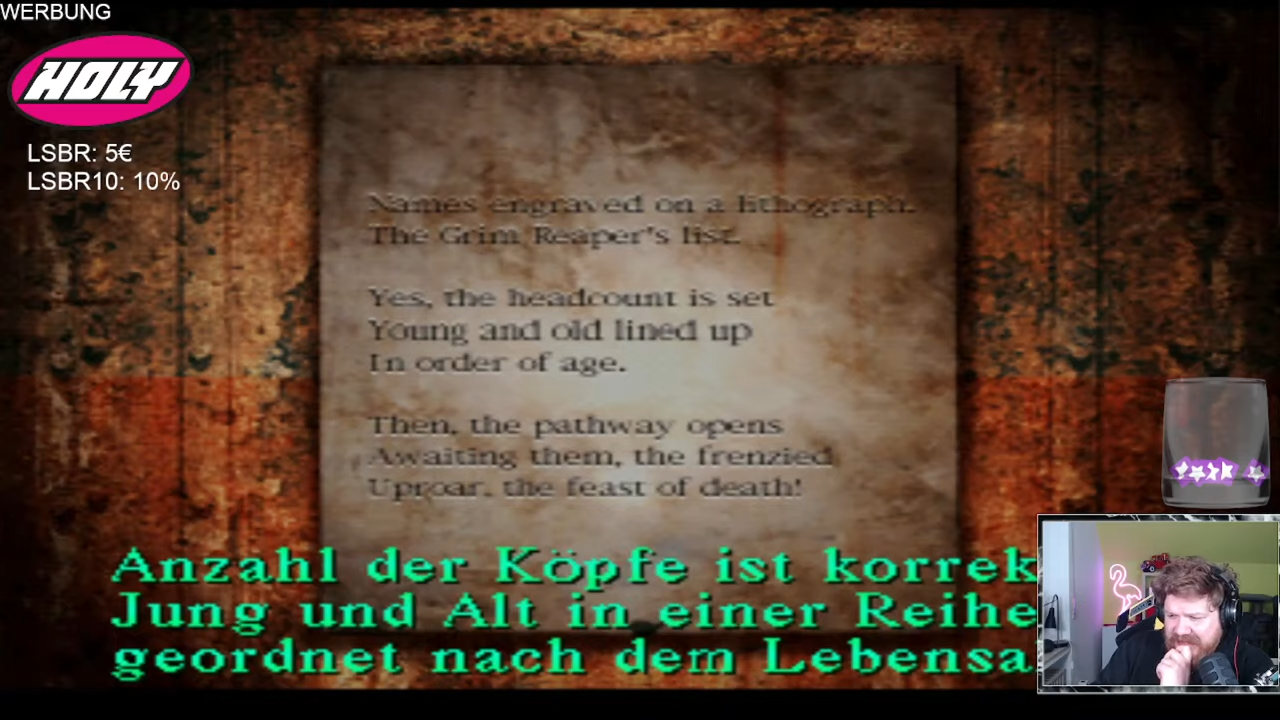 WERBUNG
HOLY
LSBR: 5€
LSBR10: 10%
Names engraved on a lithograph.
The Grim Reaper's list.
Yes, the headcount is set
Young and old lined up
In order of age.
Then, the pathway opens
Awaiting them, the frenzied
Uproar, the feast of death!
Anzahl der Köpfe ist korrek
Jung und Alt in einer Reihe
geordnet nach dem Lebensa